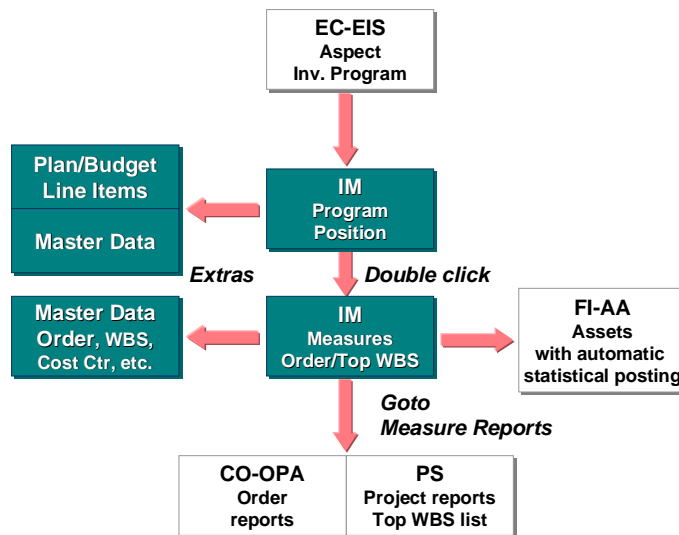 EC-EIS
Aspect
Inv. Program
Plan/Budget
Line Items
Master Data
IM
Program
Position
Extras
Double click
Master Data
Order, WBS,
Cost Ctr, etc.
IM
Measures
Order/Top WBS
FI-AA
Assets
with automatic
statistical posting
Goto
Measure Reports
CO-OPA
Order
reports
PS
Project reports
Top WBS list